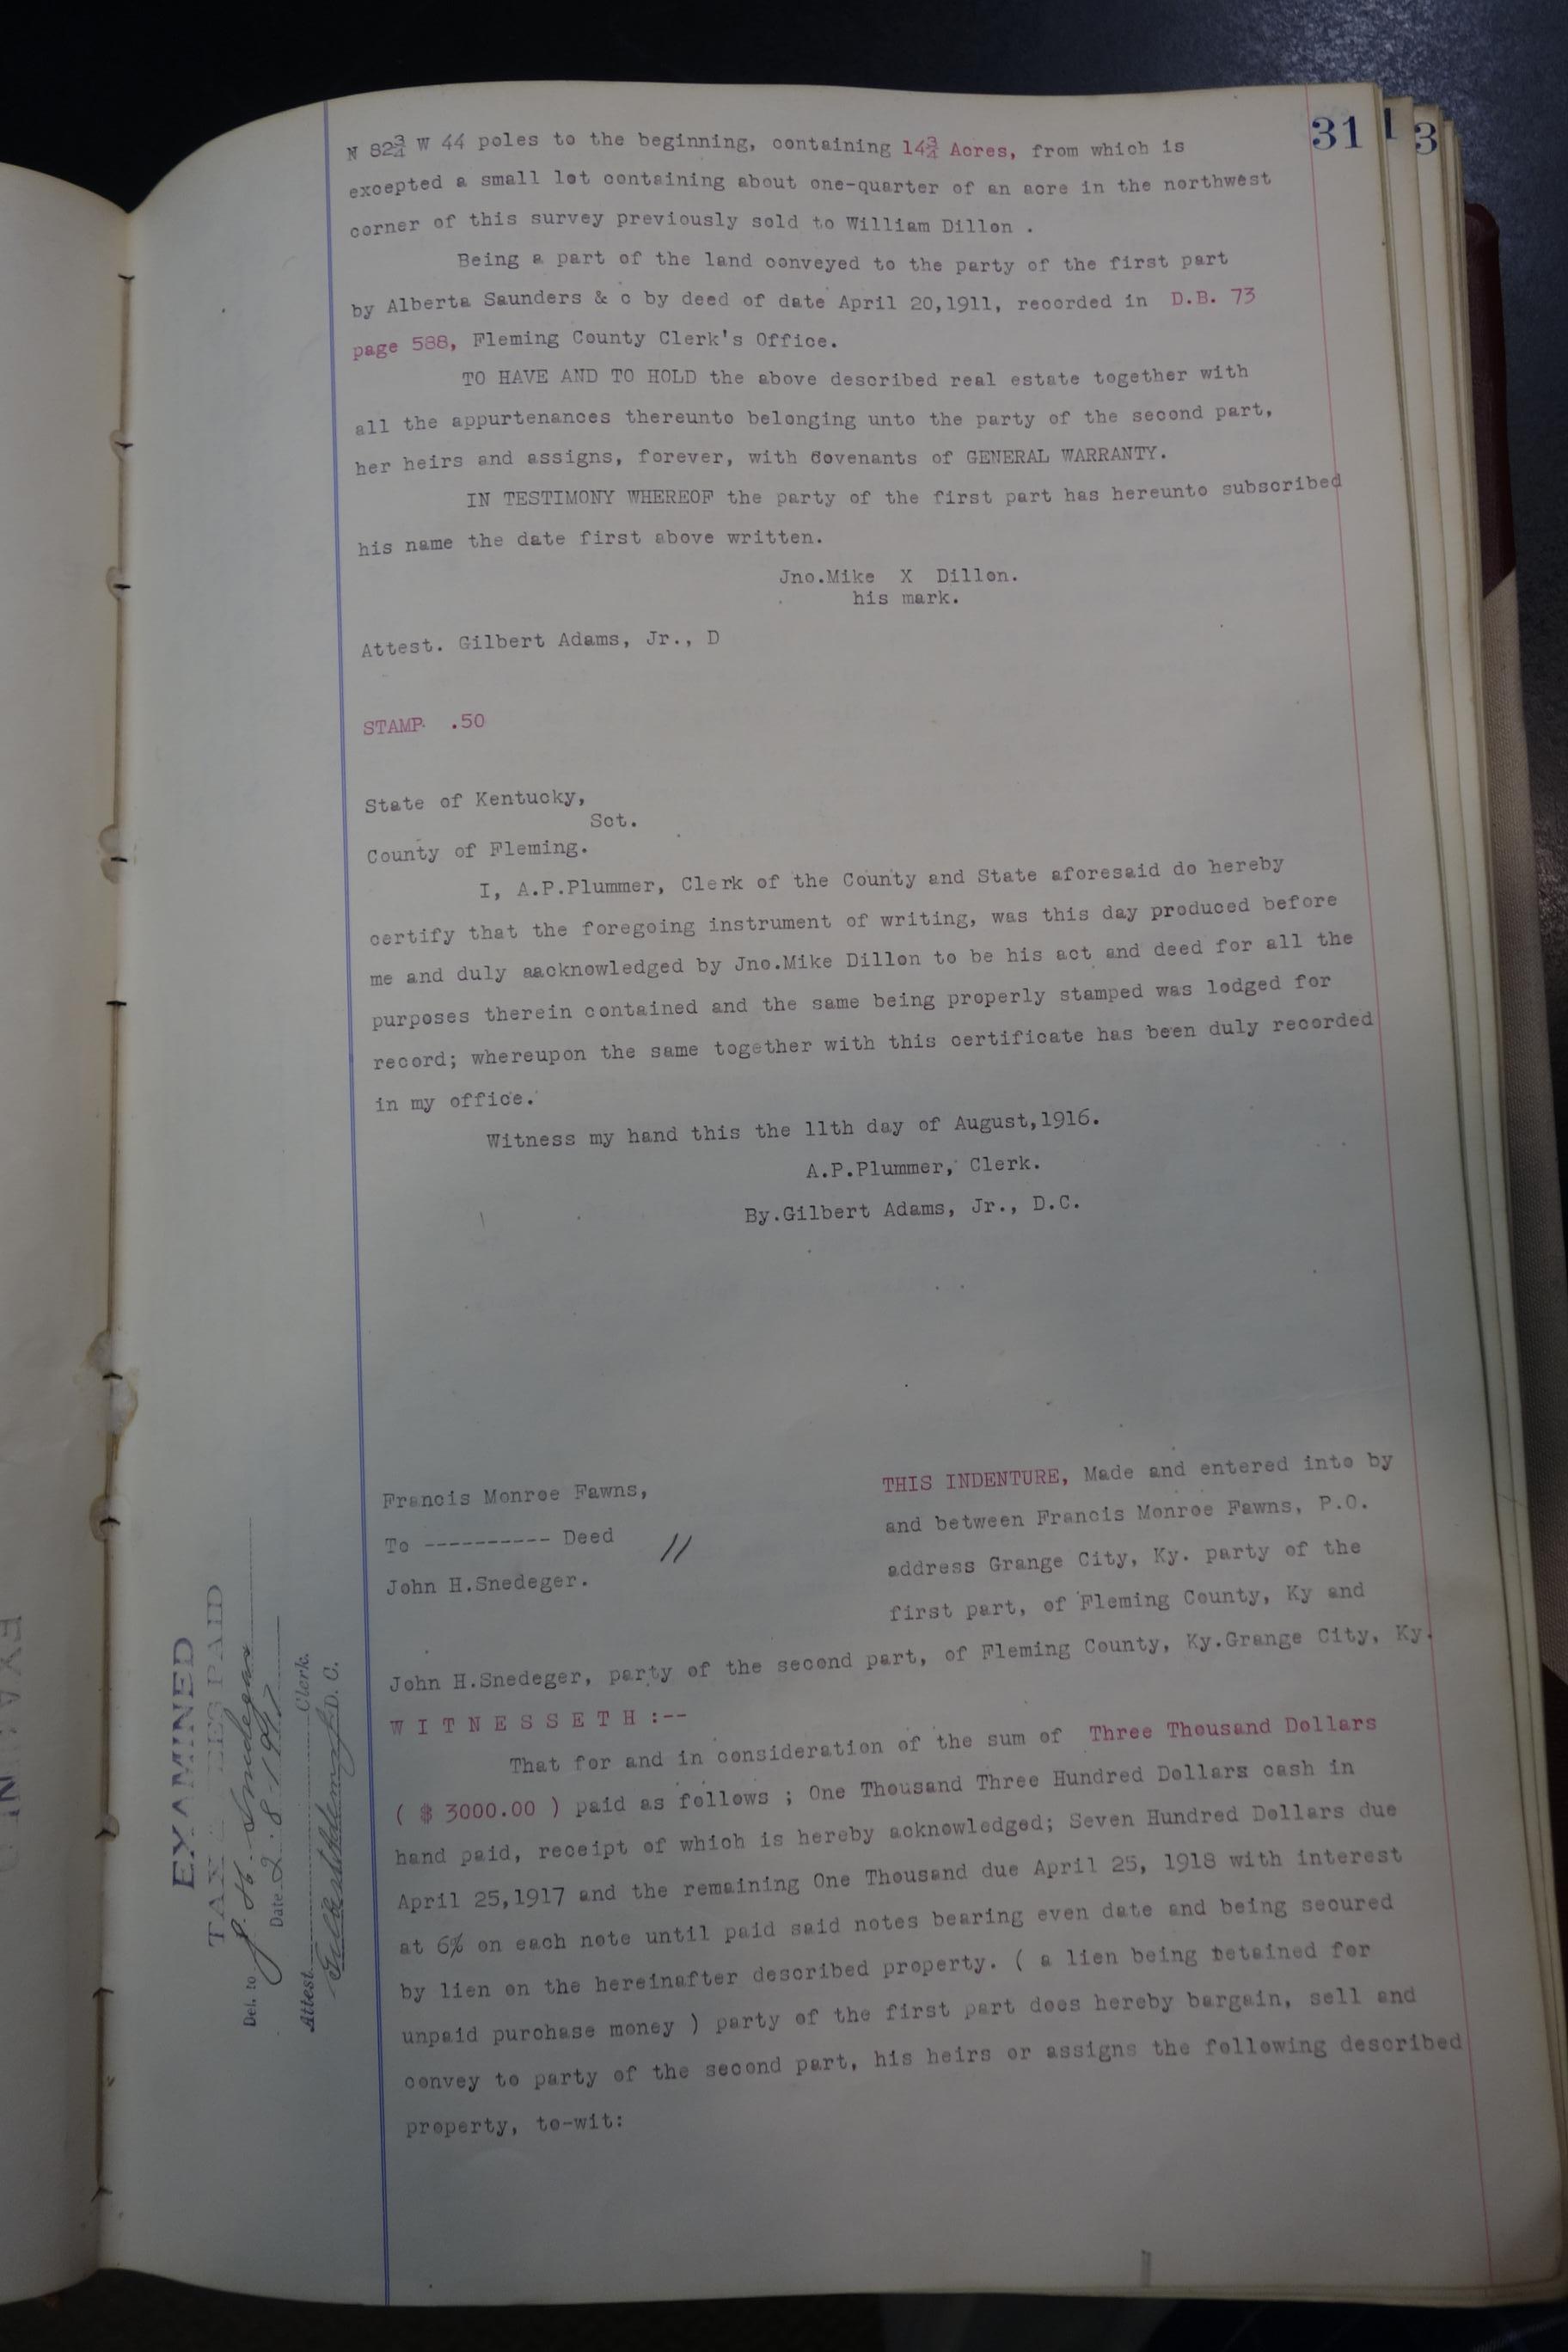 31
1
3
N 82¾ W 44 poles to the beginning, containing 14¾ Acres, from which is
excepted a small lot containing about one-quarter of an acre in the northwest
corner of this survey previously sold to William Dillon .
Being a part of the land conveyed to the party of the first part
by Alberta Saunders & c by deed of date April 20,1911, recorded in D.B. 73
page 588, Fleming County Clerk's Office.
TO HAVE AND TO HOLD the above described real estate together with
all the appurtenances thereunto belonging unto the party of the second part,
her heirs and assigns, forever, with covenants of GENERAL WARRANTY.
IN TESTIMONY WHEREOF the party of the first part has hereunto subscribed
his name the date first above written.
Jno.Mike X Dillon.
his mark.
Attest. Gilbert Adams, Jr., D
STAMP .50
State of Kentucky,
Sct.
County of Fleming.
I, A.P.Plummer, Clerk of the County and State aforesaid do hereby
certify that the foregoing instrument of writing, was this day produced before
me and duly aacknowledged by Jno.Mike Dillon to be his act and deed for all the
purposes therein contained and the same being properly stamped was lodged for
record; whereupon the same together with this certificate has been duly recorded
in my office.
Witness my hand this the 11th day of August,1916.
A.P.Plummer, Clerk.
By.Gilbert Adams, Jr., D.C.
Francis Monroe Fawns,
To ---------- Deed
John H.Snedeger.
//
THIS INDENTURE, Made and entered into by
and between Francis Monroe Fawns, P.O.
address Grange City, Ky. party of the
first part, of Fleming County, Ky and
John H.Snedeger, party of the second part, of Fleming County, Ky.Grange City, Ky.
W I T N E S S E T H :--
That for and in consideration of the sum of Three Thousand Dollars
( $ 3000.00 ) paid as follows ; One Thousand Three Hundred Dollars cash in
hand paid, receipt of which is hereby acknowledged; Seven Hundred Dollars due
April 25,1917 and the remaining One Thousand due April 25, 1918 with interest
at 6% on each note until paid said notes bearing even date and being secured
by lien on the hereinafter described property. ( a lien being retained for
unpaid purchase money ) party of the first part does hereby bargain, sell and
convey to party of the second part, his heirs or assigns the following described
property, to-wit:
EXAMINED
TAX PAID
Del. to J. H. Snedegar
Date 2-8-1917
Attest Clerk.
D. C.